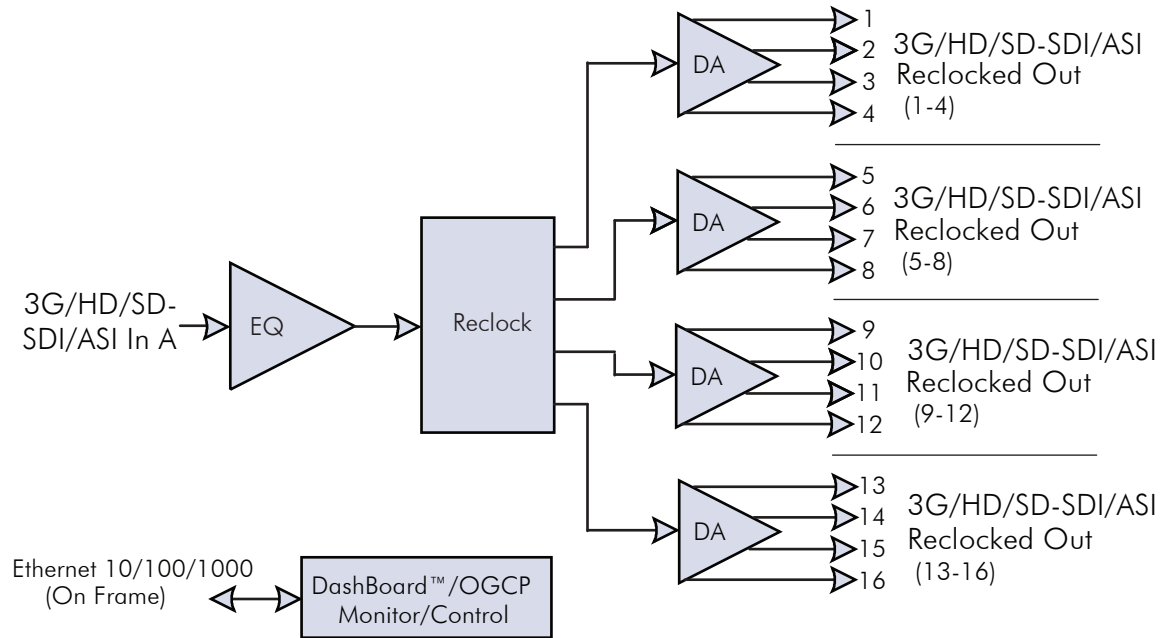 3G/HD/SD-
SDI/ASI In A
EQ
Reclock
DA
1
2
3
4
3G/HD/SD-SDI/ASI
Reclocked Out
(1-4)
DA
5
6
7
8
3G/HD/SD-SDI/ASI
Reclocked Out
(5-8)
DA
9
10
11
12
3G/HD/SD-SDI/ASI
Reclocked Out
(9-12)
DA
13
14
15
16
3G/HD/SD-SDI/ASI
Reclocked Out
(13-16)
Ethernet 10/100/1000
(On Frame)
DashBoard™/OGCP
Monitor/Control